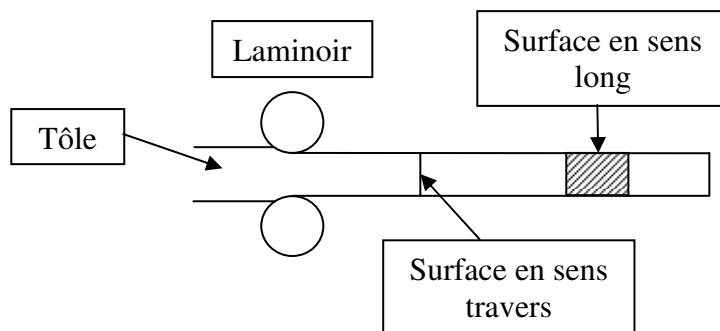 Laminoir
Surface en sens
long
Tôle
Surface en sens
travers